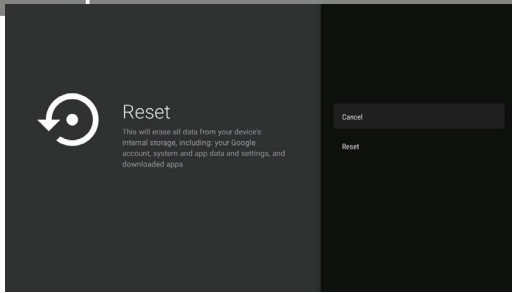 Reset
This will erase all data from your device's
internal storage, including: your Google
account, system and app data and settings, and
downloaded apps
Cancel
Reset